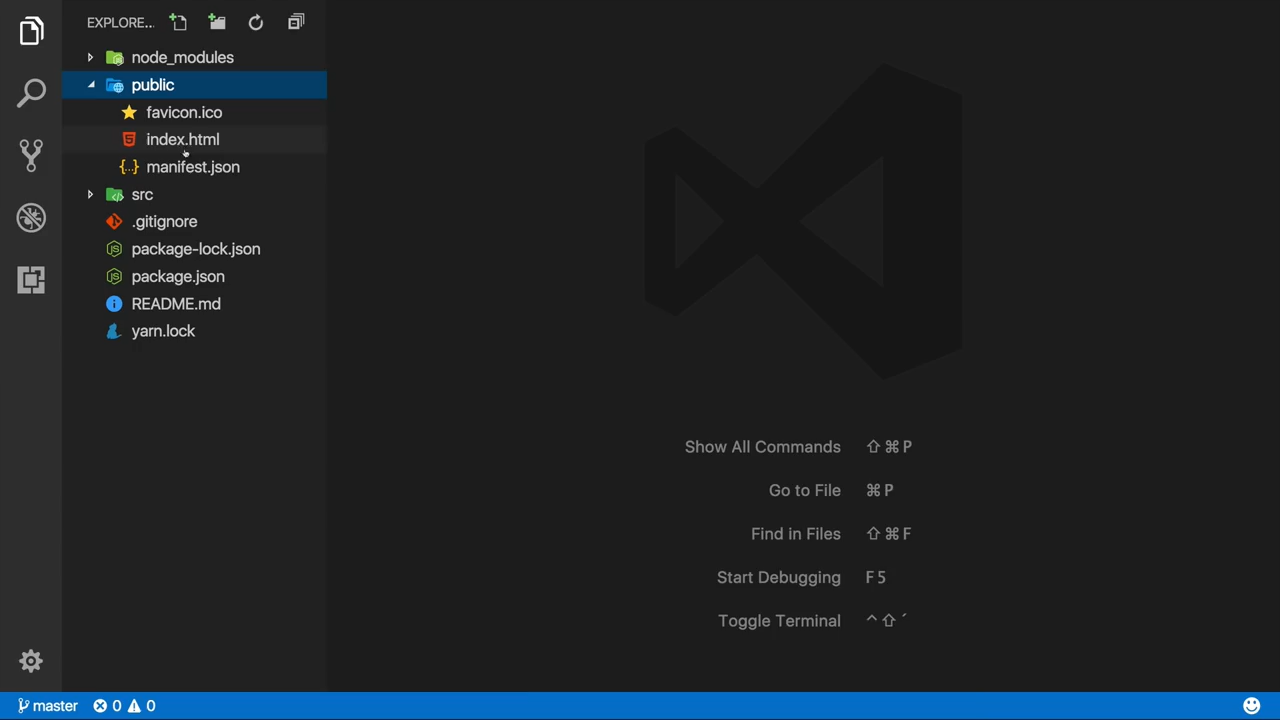 EXPLORE...
node_modules
public
favicon.ico
index.html
manifest.json
src
.gitignore
package-lock.json
package.json
README.md
yarn.lock
Show All Commands ⇧⌘P
Go to File ⌘P
Find in Files ⇧⌘F
Start Debugging F5
Toggle Terminal ^⇧´
master 0 0